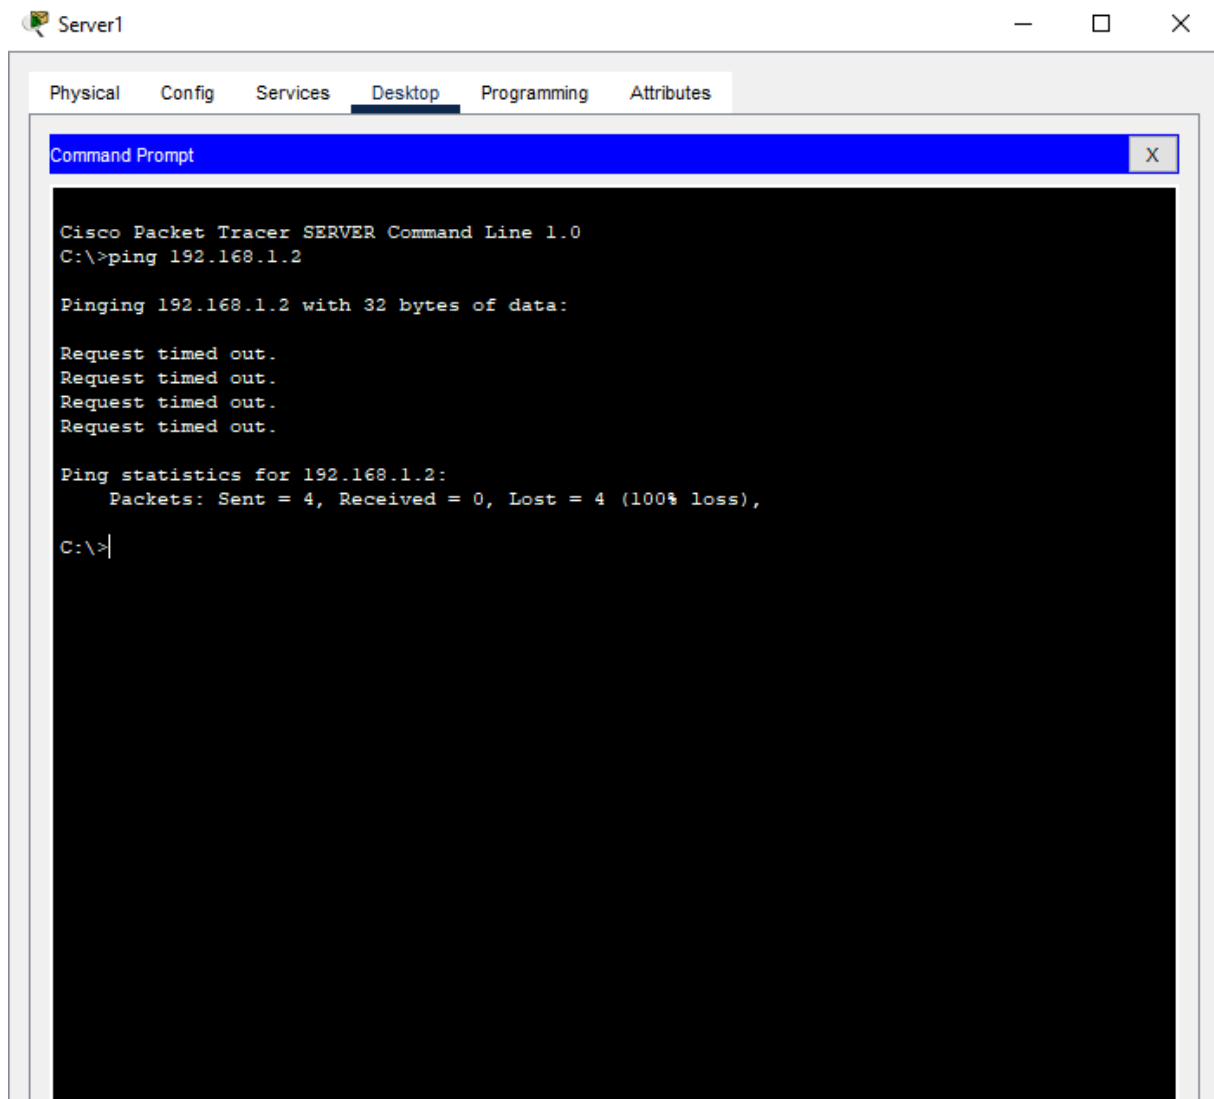 Server1
Physical Config Services Desktop Programming Attributes
Command Prompt X
Cisco Packet Tracer SERVER Command Line 1.0
C:\>ping 192.168.1.2
Pinging 192.168.1.2 with 32 bytes of data:
Request timed out.
Request timed out.
Request timed out.
Request timed out.
Ping statistics for 192.168.1.2:
Packets: Sent = 4, Received = 0, Lost = 4 (100% loss),
C:\>